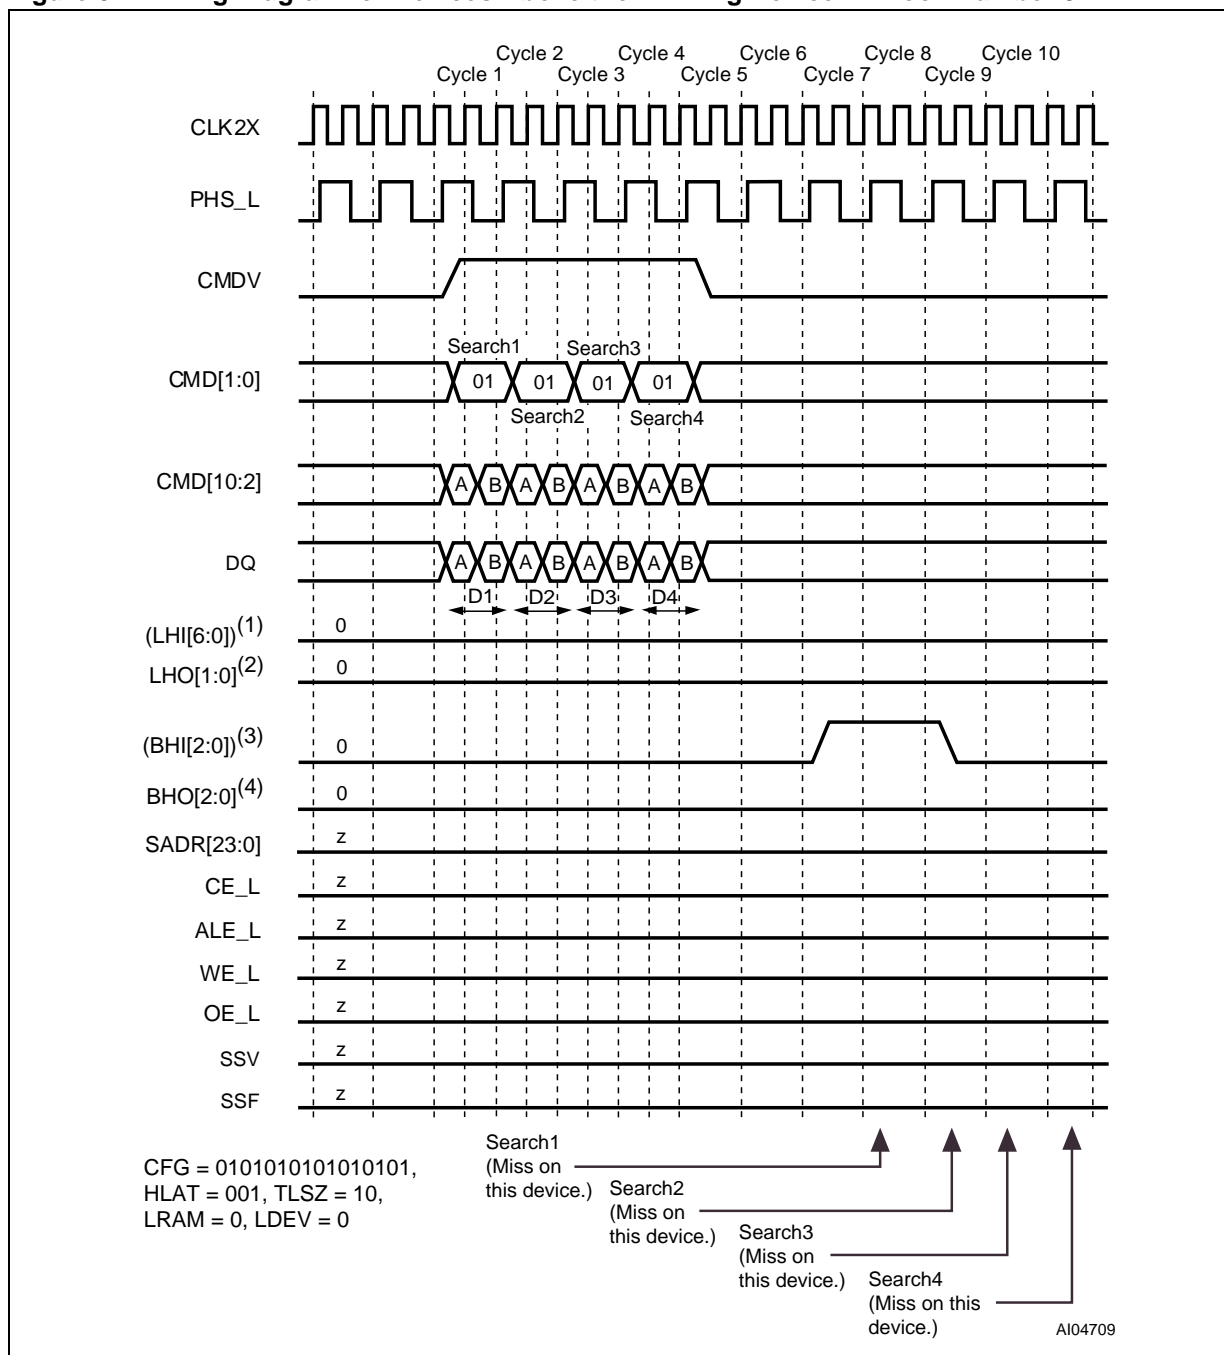 Cycle 2 Cycle 4 Cycle 6 Cycle 8 Cycle 10
Cycle 1 Cycle 3 Cycle 5 Cycle 7 Cycle 9
CLK2X
PHS_L
CMDV
Search1 Search3
CMD[1:0] 01 01 01 01
Search2 Search4
CMD[10:2] A B A B A B A B
DQ A B A B A B A B
D1 D2 D3 D4
(LHI[6:0])(1) 0
LHO[1:0](2) 0
(BHI[2:0])(3) 0
BHO[2:0](4) 0
SADR[23:0] z
CE_L z
ALE_L z
WE_L z
OE_L z
SSV z
SSF z
CFG = 0101010101010101,
HLAT = 001, TLSZ = 10,
LRAM = 0, LDEV = 0
Search1
(Miss on
this device.)
Search2
(Miss on
this device.)
Search3
(Miss on
this device.)
Search4
(Miss on this
device.)
AI04709